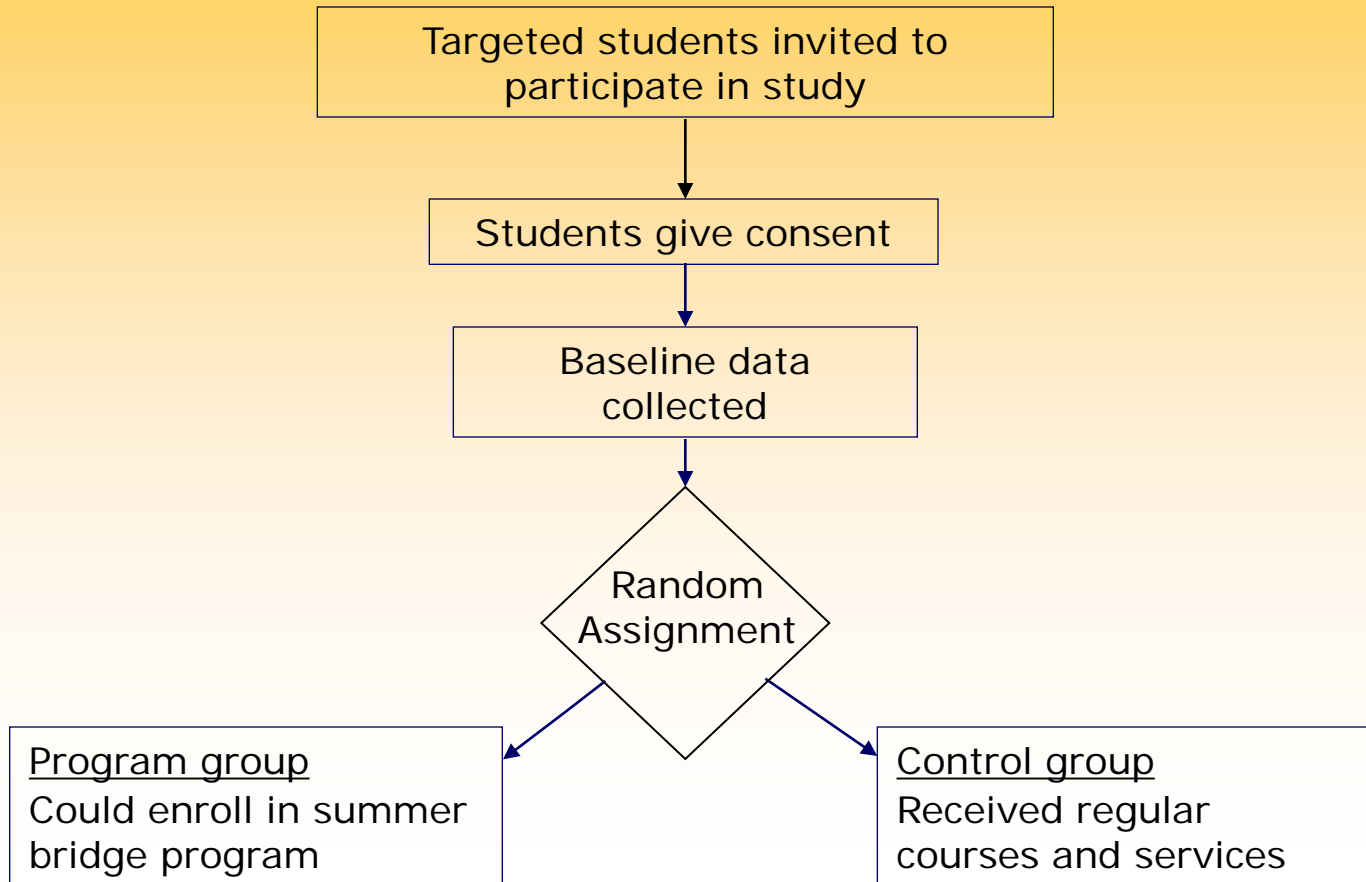 Targeted students invited to
participate in study
Students give consent
Baseline data
collected
Random
Assignment
Program group
Could enroll in summer
bridge program
Control group
Received regular
courses and services